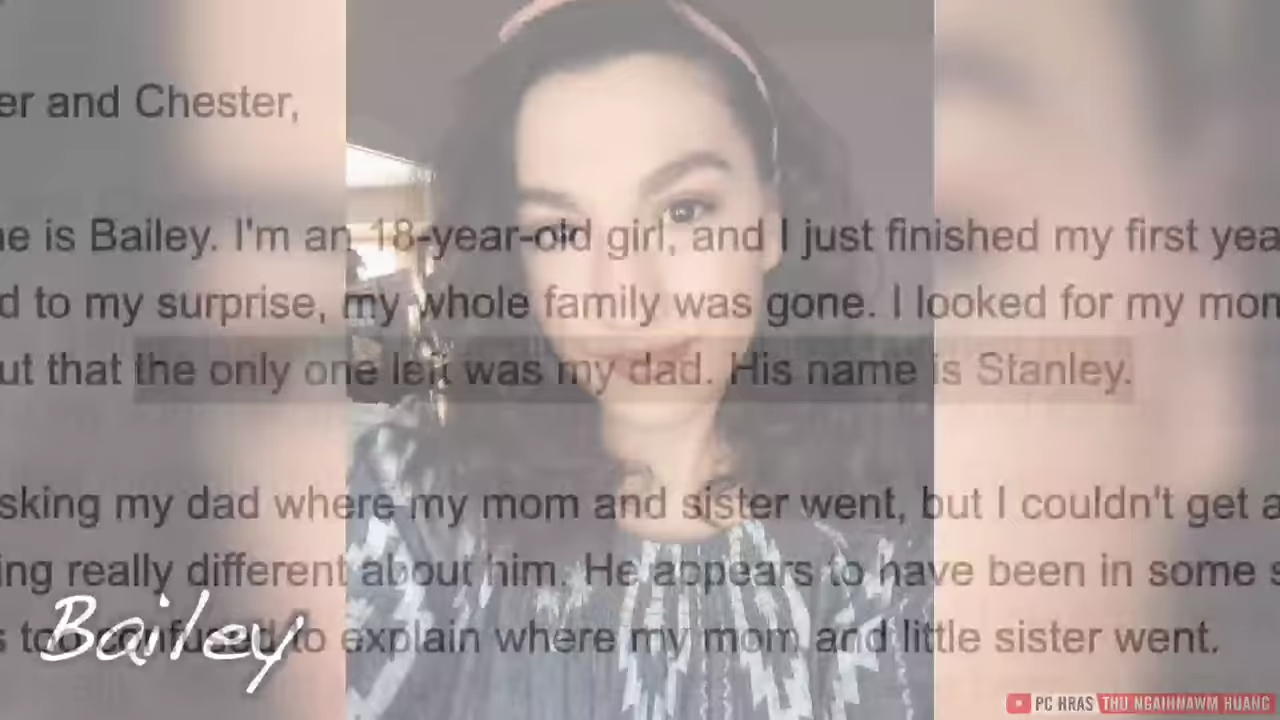 er and Chester,
e is Bailey. I'm an 18-year-old girl, and I just finished my first yea
d to my surprise, my whole family was gone. I looked for my mom
ut that the only one left was my dad. His name is Stanley.
sking my dad where my mom and sister went, but I couldn't get a
ing really different about him. He appears to have been in some s
s too confused to explain where my mom and little sister went.
Bailey
PC HRAS THU NGAIHNAWM HUANG